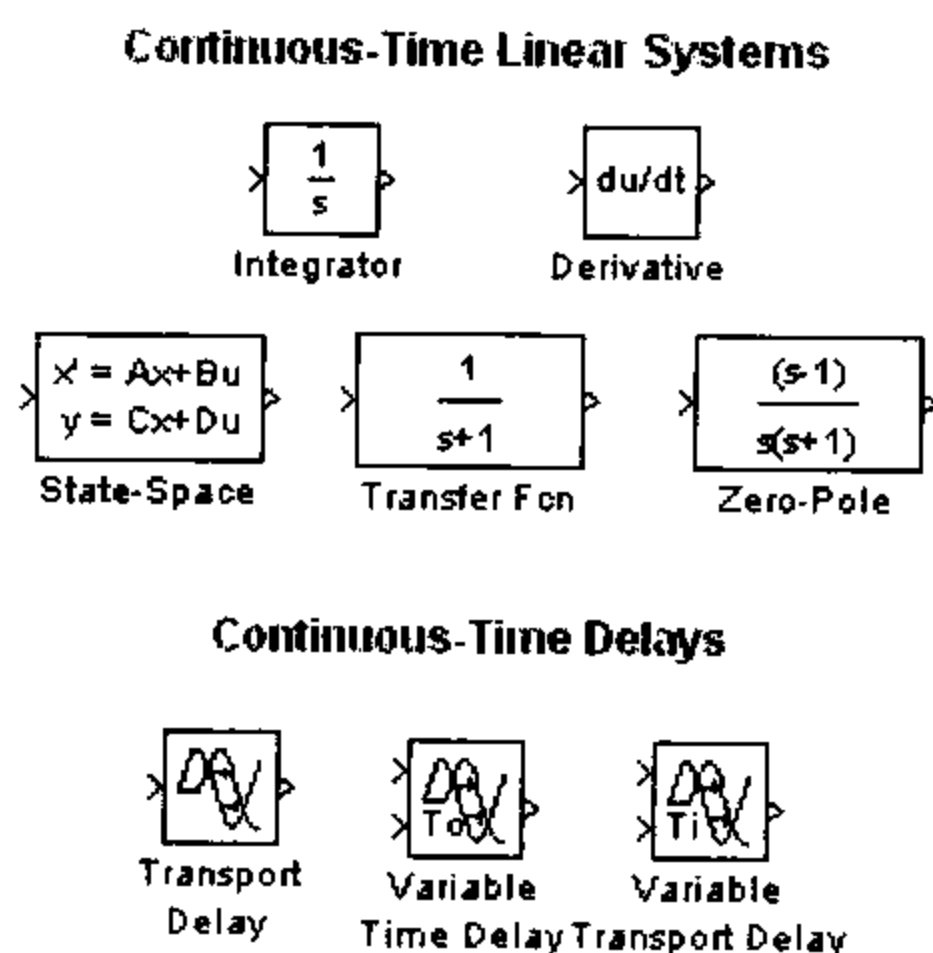 Continuous-Time Linear Systems
1
s
du/dt
Integrator
Derivative
x' = Ax+Bu
y = Cx+Du
1
s+1
(s-1)
s(s+1)
State-Space
Transfer Fcn
Zero-Pole
Continuous-Time Delays
To
Ti
Transport
Delay
Variable
Time Delay
Variable
Transport Delay